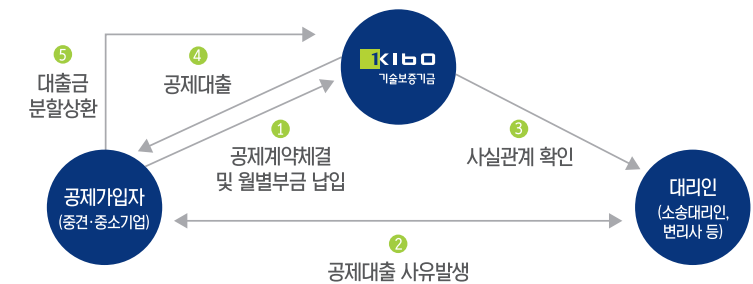 5
대출금
분할상환
4
공제대출
1KIBO
기술보증기금
1
공제계약체결
및 월별부금 납입
3
사실관계 확인
공제가입자
(중견·중소기업)
대리인
(소송대리인,
변리사 등)
2
공제대출 사유발생